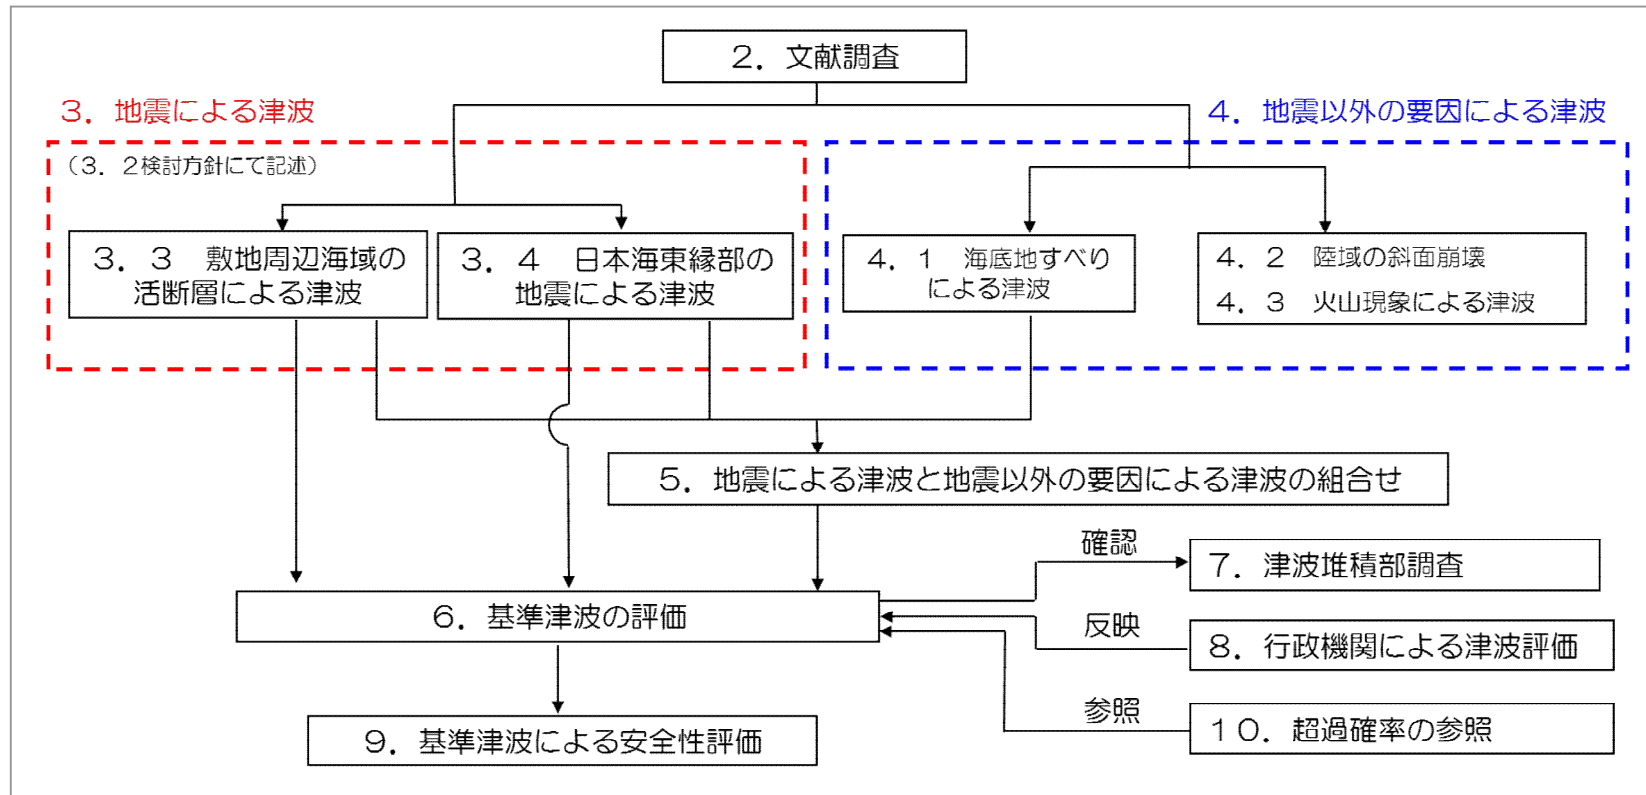 ２．文献調査
３．地震による津波
４．地震以外の要因による津波
（３．２検討方針にて記述）
３．３　敷地周辺海域の
活断層による津波
３．４　日本海東縁部の
地震による津波
４．１　海底地すべり
による津波
４．２　陸域の斜面崩壊
４．３　火山現象による津波
５．地震による津波と地震以外の要因による津波の組合せ
確認
７．津波堆積部調査
６．基準津波の評価
反映
８．行政機関による津波評価
参照
１０．超過確率の参照
９．基準津波による安全性評価